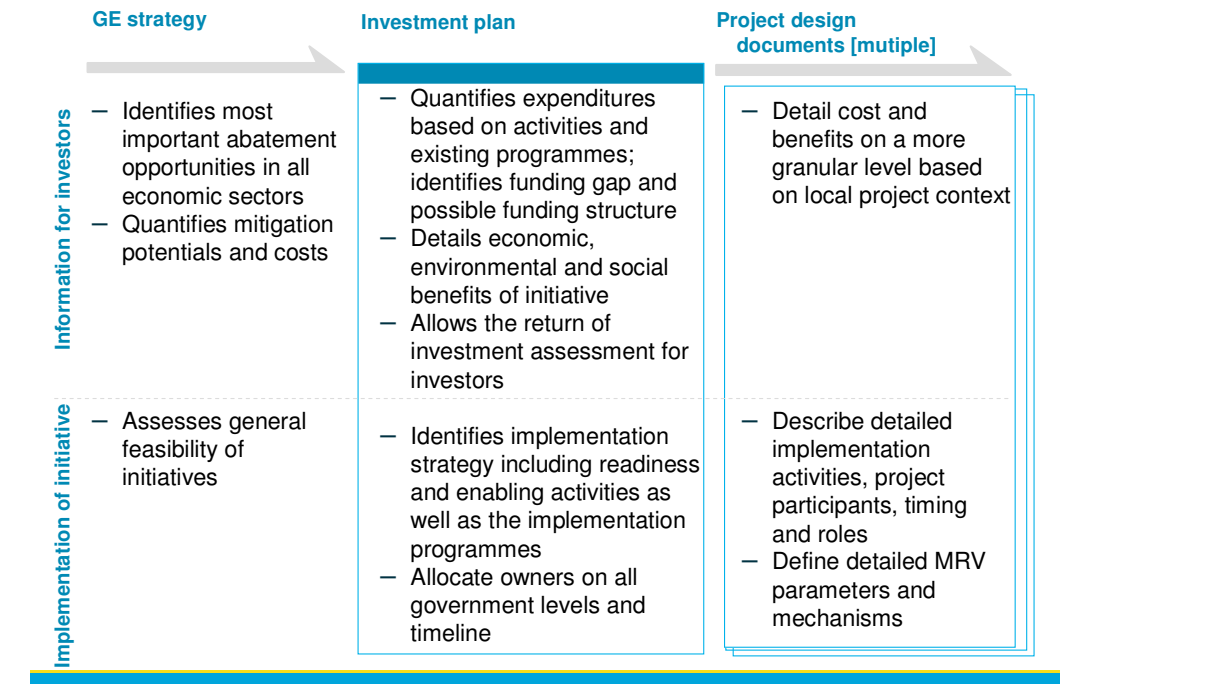 GE strategy
Investment plan
Project design
documents [mutiple]
Information for investors
– Identifies most
important abatement
opportunities in all
economic sectors
– Quantifies mitigation
potentials and costs
– Quantifies expenditures
based on activities and
existing programmes;
identifies funding gap and
possible funding structure
– Details economic,
environmental and social
benefits of initiative
– Allows the return of
investment assessment for
investors
– Detail cost and
benefits on a more
granular level based
on local project context
Implementation of initiative
– Assesses general
feasibility of
initiatives
– Identifies implementation
strategy including readiness
and enabling activities as
well as the implementation
programmes
– Allocate owners on all
government levels and
timeline
– Describe detailed
implementation
activities, project
participants, timing
and roles
– Define detailed MRV
parameters and
mechanisms